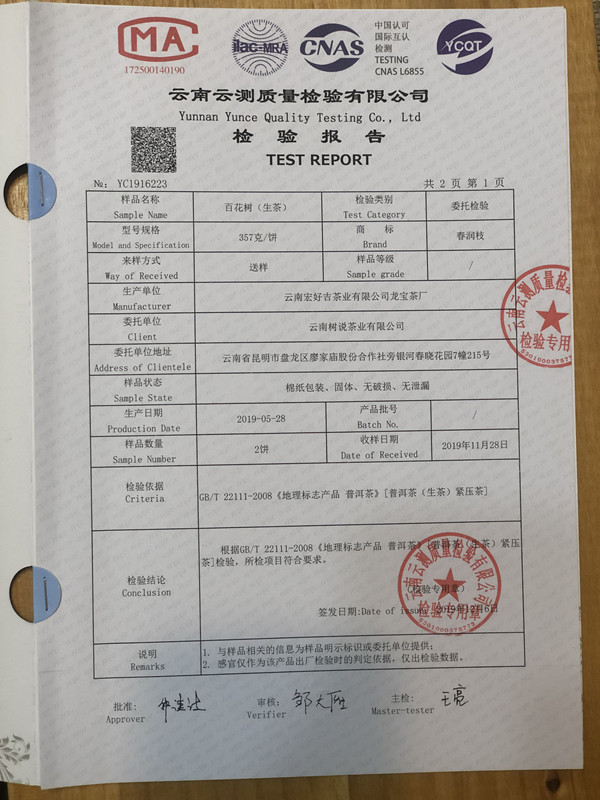 MA
172500140190
ilac-MRA
CNAS
中国认可
国际互认
检测
TESTING
CNAS L6855
YCQT
云南云测质量检验有限公司
Yunnan Yunce Quality Testing Co., Ltd
检 验 报 告
TEST REPORT
№: YC1916223
共 2 页 第 1 页
样品名称 百花树（生茶） 检验类别 委托检验
Sample Name Test Category
型号规格 357克/饼 商 标 春润枝
Model and Specification Brand
来样方式 送样 样品等级 /
Way of Received Sample grade
生产单位 云南宏好吉茶业有限公司龙宝茶厂
Manufacturer
委托单位 云南树说茶业有限公司
Client
委托单位地址 云南省昆明市盘龙区廖家庙股份合作社旁银河春晓花园7幢215号
Address of Clientele
样品状态 棉纸包装、固体、无破损、无泄漏
Sample State
生产日期 2019-05-28 产品批号 /
Production Date Batch No.
样品数量 2饼 收样日期 2019年11月28日
Sample Number Date of Received
检验依据 GB/T 22111-2008《地理标志产品 普洱茶》[普洱茶（生茶）紧压茶]
Criteria
根据GB/T 22111-2008《地理标志产品 普洱茶》[普洱茶（生茶）紧压
茶]检验，所检项目符合要求。
检验结论
Conclusion
（检验专用章）
签发日期:Date of issue 2019年12月6日
云南云测质量检验有限公司
检验专用章
说明
Remarks
1. 与样品相关的信息为样品明示标识或委托单位提供；
2. 感官仅作为该产品出厂检验时的判定依据，仅出检验数据。
批准: 审核: 邹大 主检: 王亮
Approver Verifier Master-tester